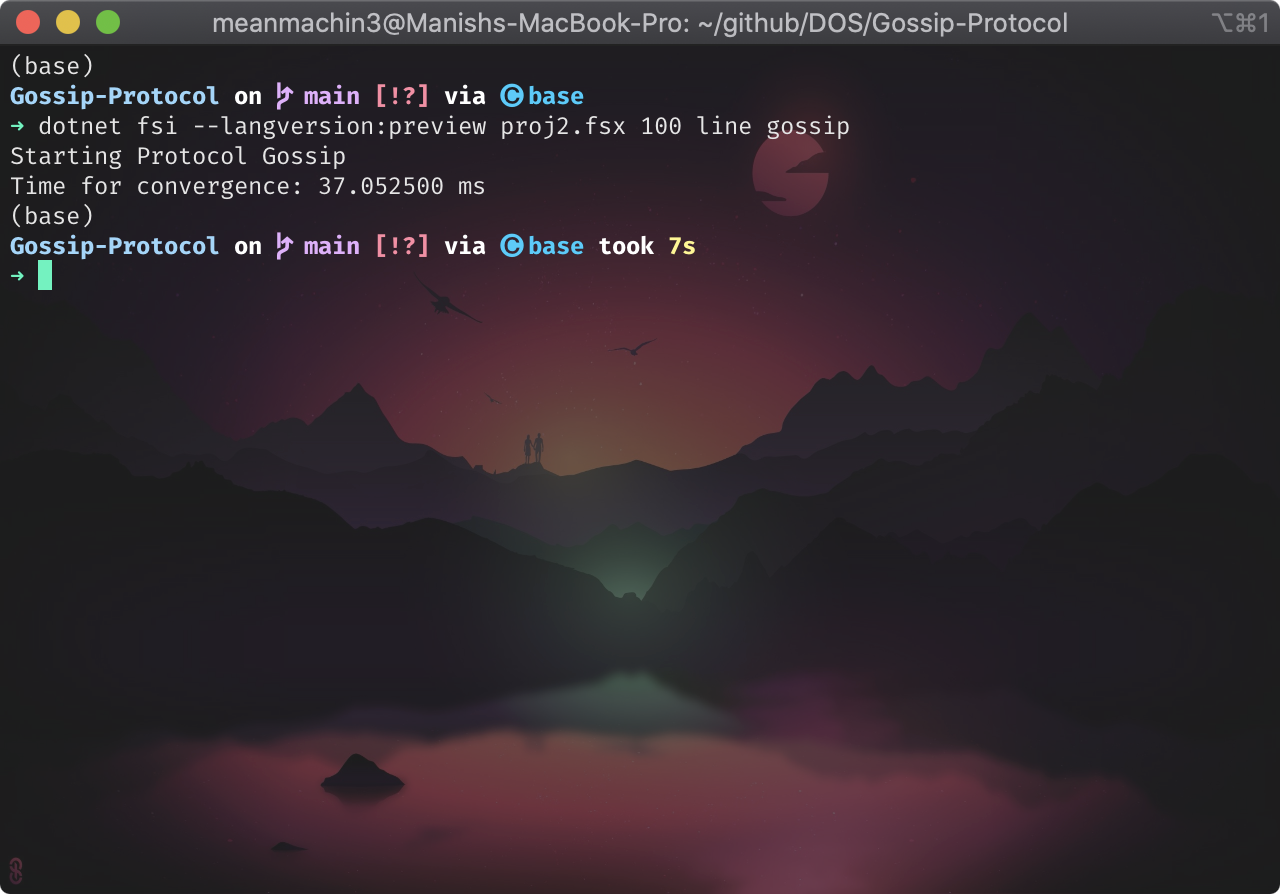 meanmachin3@Manishs-MacBook-Pro: ~/github/DOS/Gossip-Protocol ⌥⌘1
(base)
Gossip-Protocol on main [!?] via Ⓒ base
➜ dotnet fsi --langversion:preview proj2.fsx 100 line gossip
Starting Protocol Gossip
Time for convergence: 37.052500 ms
(base)
Gossip-Protocol on main [!?] via Ⓒ base took 7s
➜